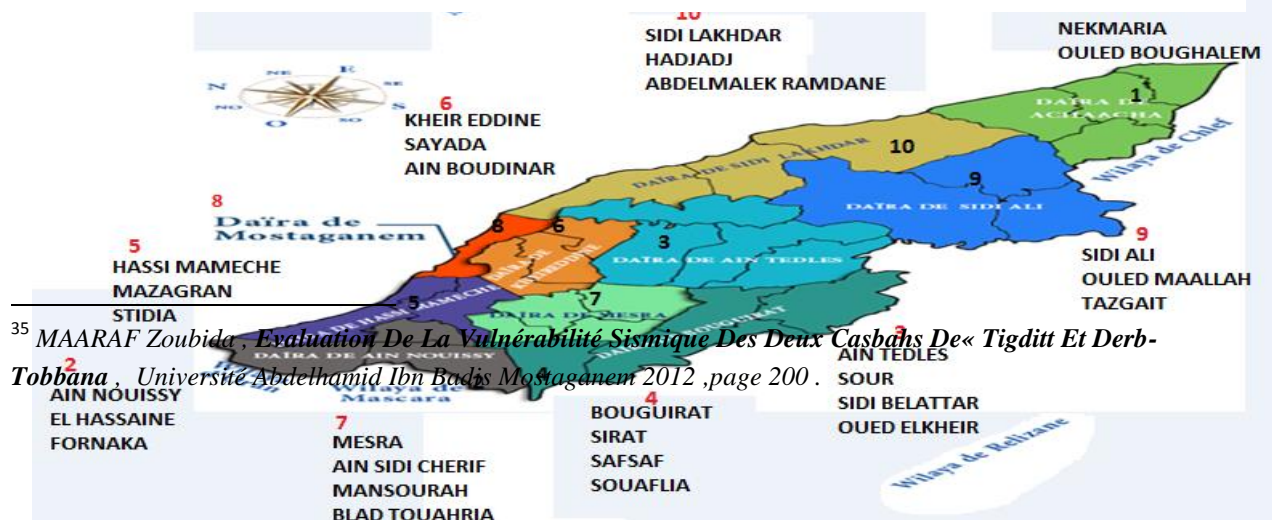 10
SIDI LAKHDAR
HADJADJ
ABDELMALEK RAMDANE
NEKMARIA
OULED BOUGHALEM
N
NE
E
SE
S
SO
O
NO
6
KHEIR EDDINE
SAYADA
AIN BOUDINAR
1
DAÏRA DE
ACHAACHA
Wilaya de Chlef
10
DAÏRA DE SIDI LAKHDAR
9
DAÏRA DE SIDI ALI
8
Daïra de
Mostaganem
8
6
3
DAÏRA DE AIN TEDLES
DAÏRA DE
KHEIREDDINE
5
HASSI MAMECHE
MAZAGRAN
STIDIA
9
SIDI ALI
OULED MAALLAH
TAZGAIT
5
7
DAÏRA DE MESRA
BOUGUIRAT
DAÏRA DE AIN NOUISSY
35 MAARAF Zoubida , Evaluation De La Vulnérabilité Sismique Des Deux Casbahs De« Tigditt Et Derb-
Tobbana , Université Abdelhamid Ibn Badis Mostaganem 2012 ,page 200 .
2
AIN NOUISSY
EL HASSAINE
FORNAKA
Wilaya de
Mascara
2
4
7
MESRA
AIN SIDI CHERIF
MANSOURAH
BLAD TOUAHRIA
4
BOUGUIRAT
SIRAT
SAFSAF
SOUAFLIA
3
AIN TEDLES
SOUR
SIDI BELATTAR
OUED ELKHEIR
Wilaya de Relizane